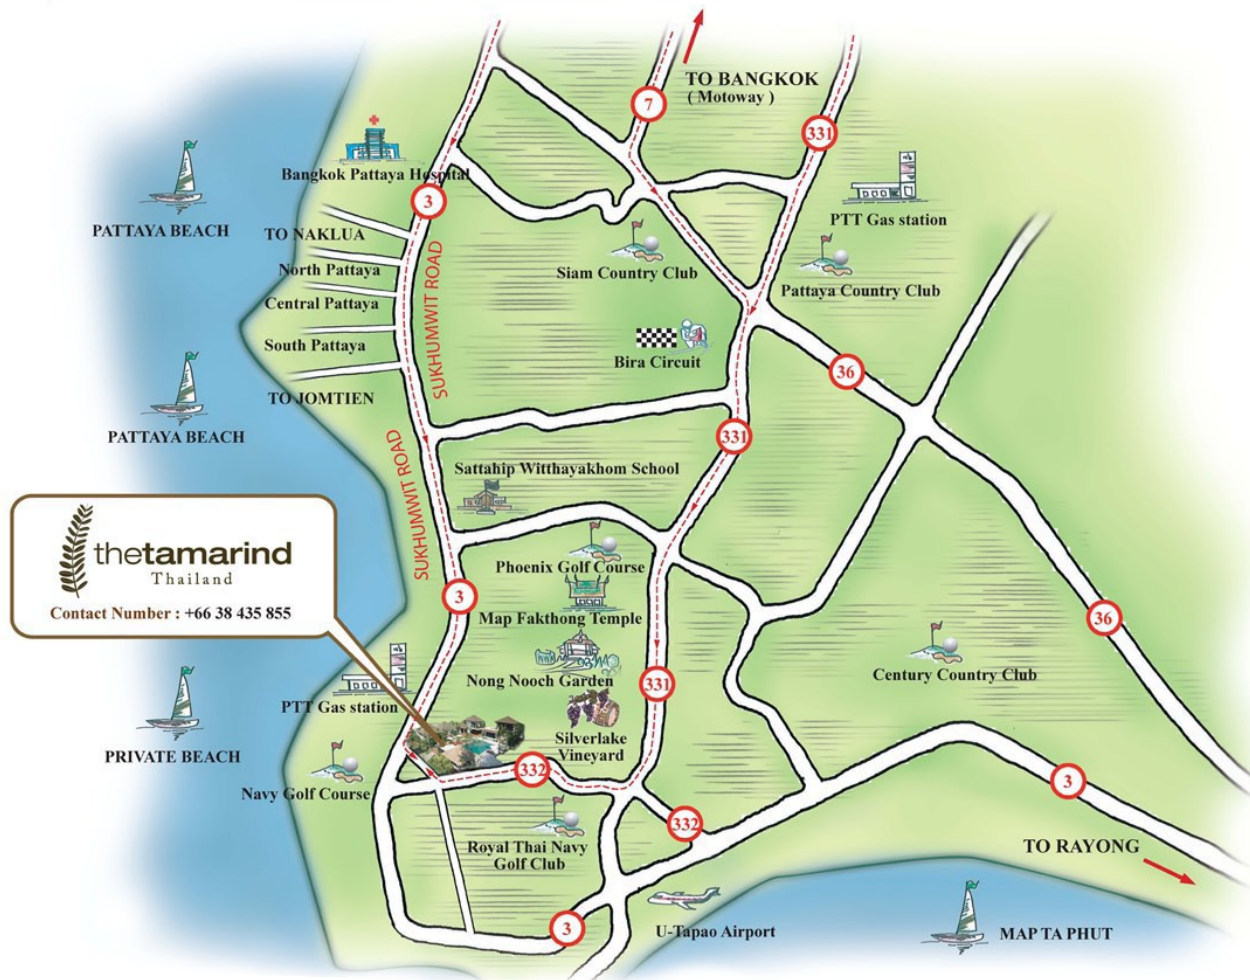 TO BANGKOK
( Motoway )
7
331
Bangkok Pattaya Hospital
PTT Gas station
3
PATTAYA BEACH
TO NAKLUA
North Pattaya
Siam Country Club
Pattaya Country Club
Central Pattaya
SUKHUMWIT ROAD
South Pattaya
Bira Circuit
36
TO JOMTIEN
PATTAYA BEACH
331
SUKHUMWIT ROAD
Sattahip Witthayakhom School
thetamarind
Thailand
Contact Number : +66 38 435 855
Phoenix Golf Course
3
Map Fakthong Temple
36
Nong Nooch Garden
Century Country Club
331
PTT Gas station
Silverlake
Vineyard
PRIVATE BEACH
332
Navy Golf Course
3
332
Royal Thai Navy
Golf Club
TO RAYONG
3
U-Tapao Airport
MAP TA PHUT